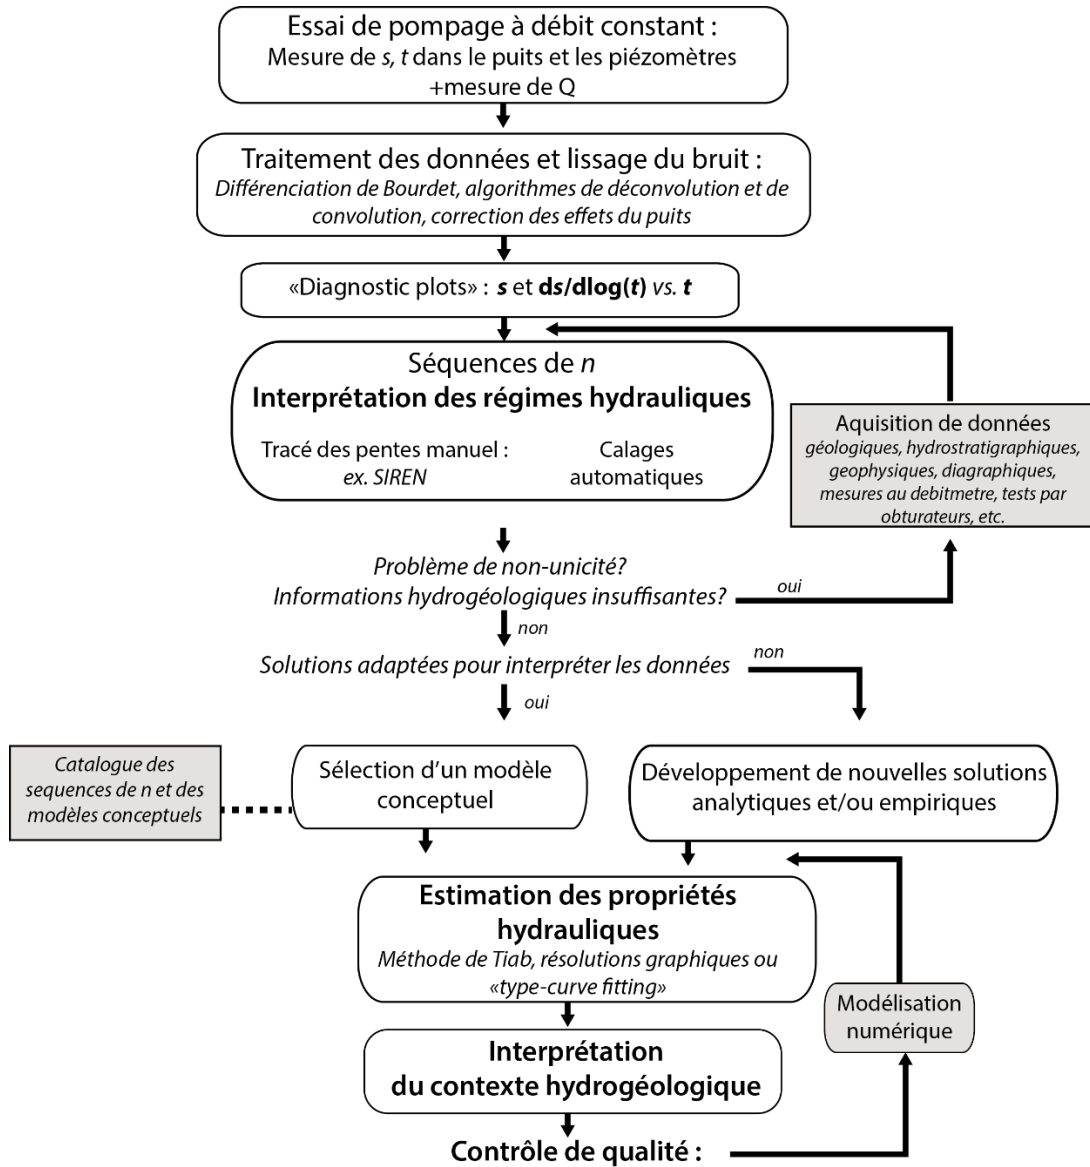 Essai de pompage à débit constant :
Mesure de s, t dans le puits et les piézomètres
+mesure de Q
Traitement des données et lissage du bruit :
Différenciation de Bourdet, algorithmes de déconvolution et de
convolution, correction des effets du puits
«Diagnostic plots» : s et ds/dlog(t) vs. t
Séquences de n
Interprétation des régimes hydrauliques
Tracé des pentes manuel :
ex. SIREN
Calages
automatiques
Aquisition de données
géologiques, hydrostratigraphiques,
geophysiques, diagraphiques,
mesures au debitmetre, tests par
obturateurs, etc.
Problème de non-unicité?
Informations hydrogéologiques insuffisantes?
oui
non
Solutions adaptées pour interpréter les données
non
oui
Catalogue des
sequences de n et des
modèles conceptuels
Sélection d'un modèle
conceptuel
Développement de nouvelles solutions
analytiques et/ou empiriques
Estimation des propriétés
hydrauliques
Méthode de Tiab, résolutions graphiques ou
«type-curve fitting»
Modélisation
numérique
Interprétation
du contexte hydrogéologique
Contrôle de qualité :